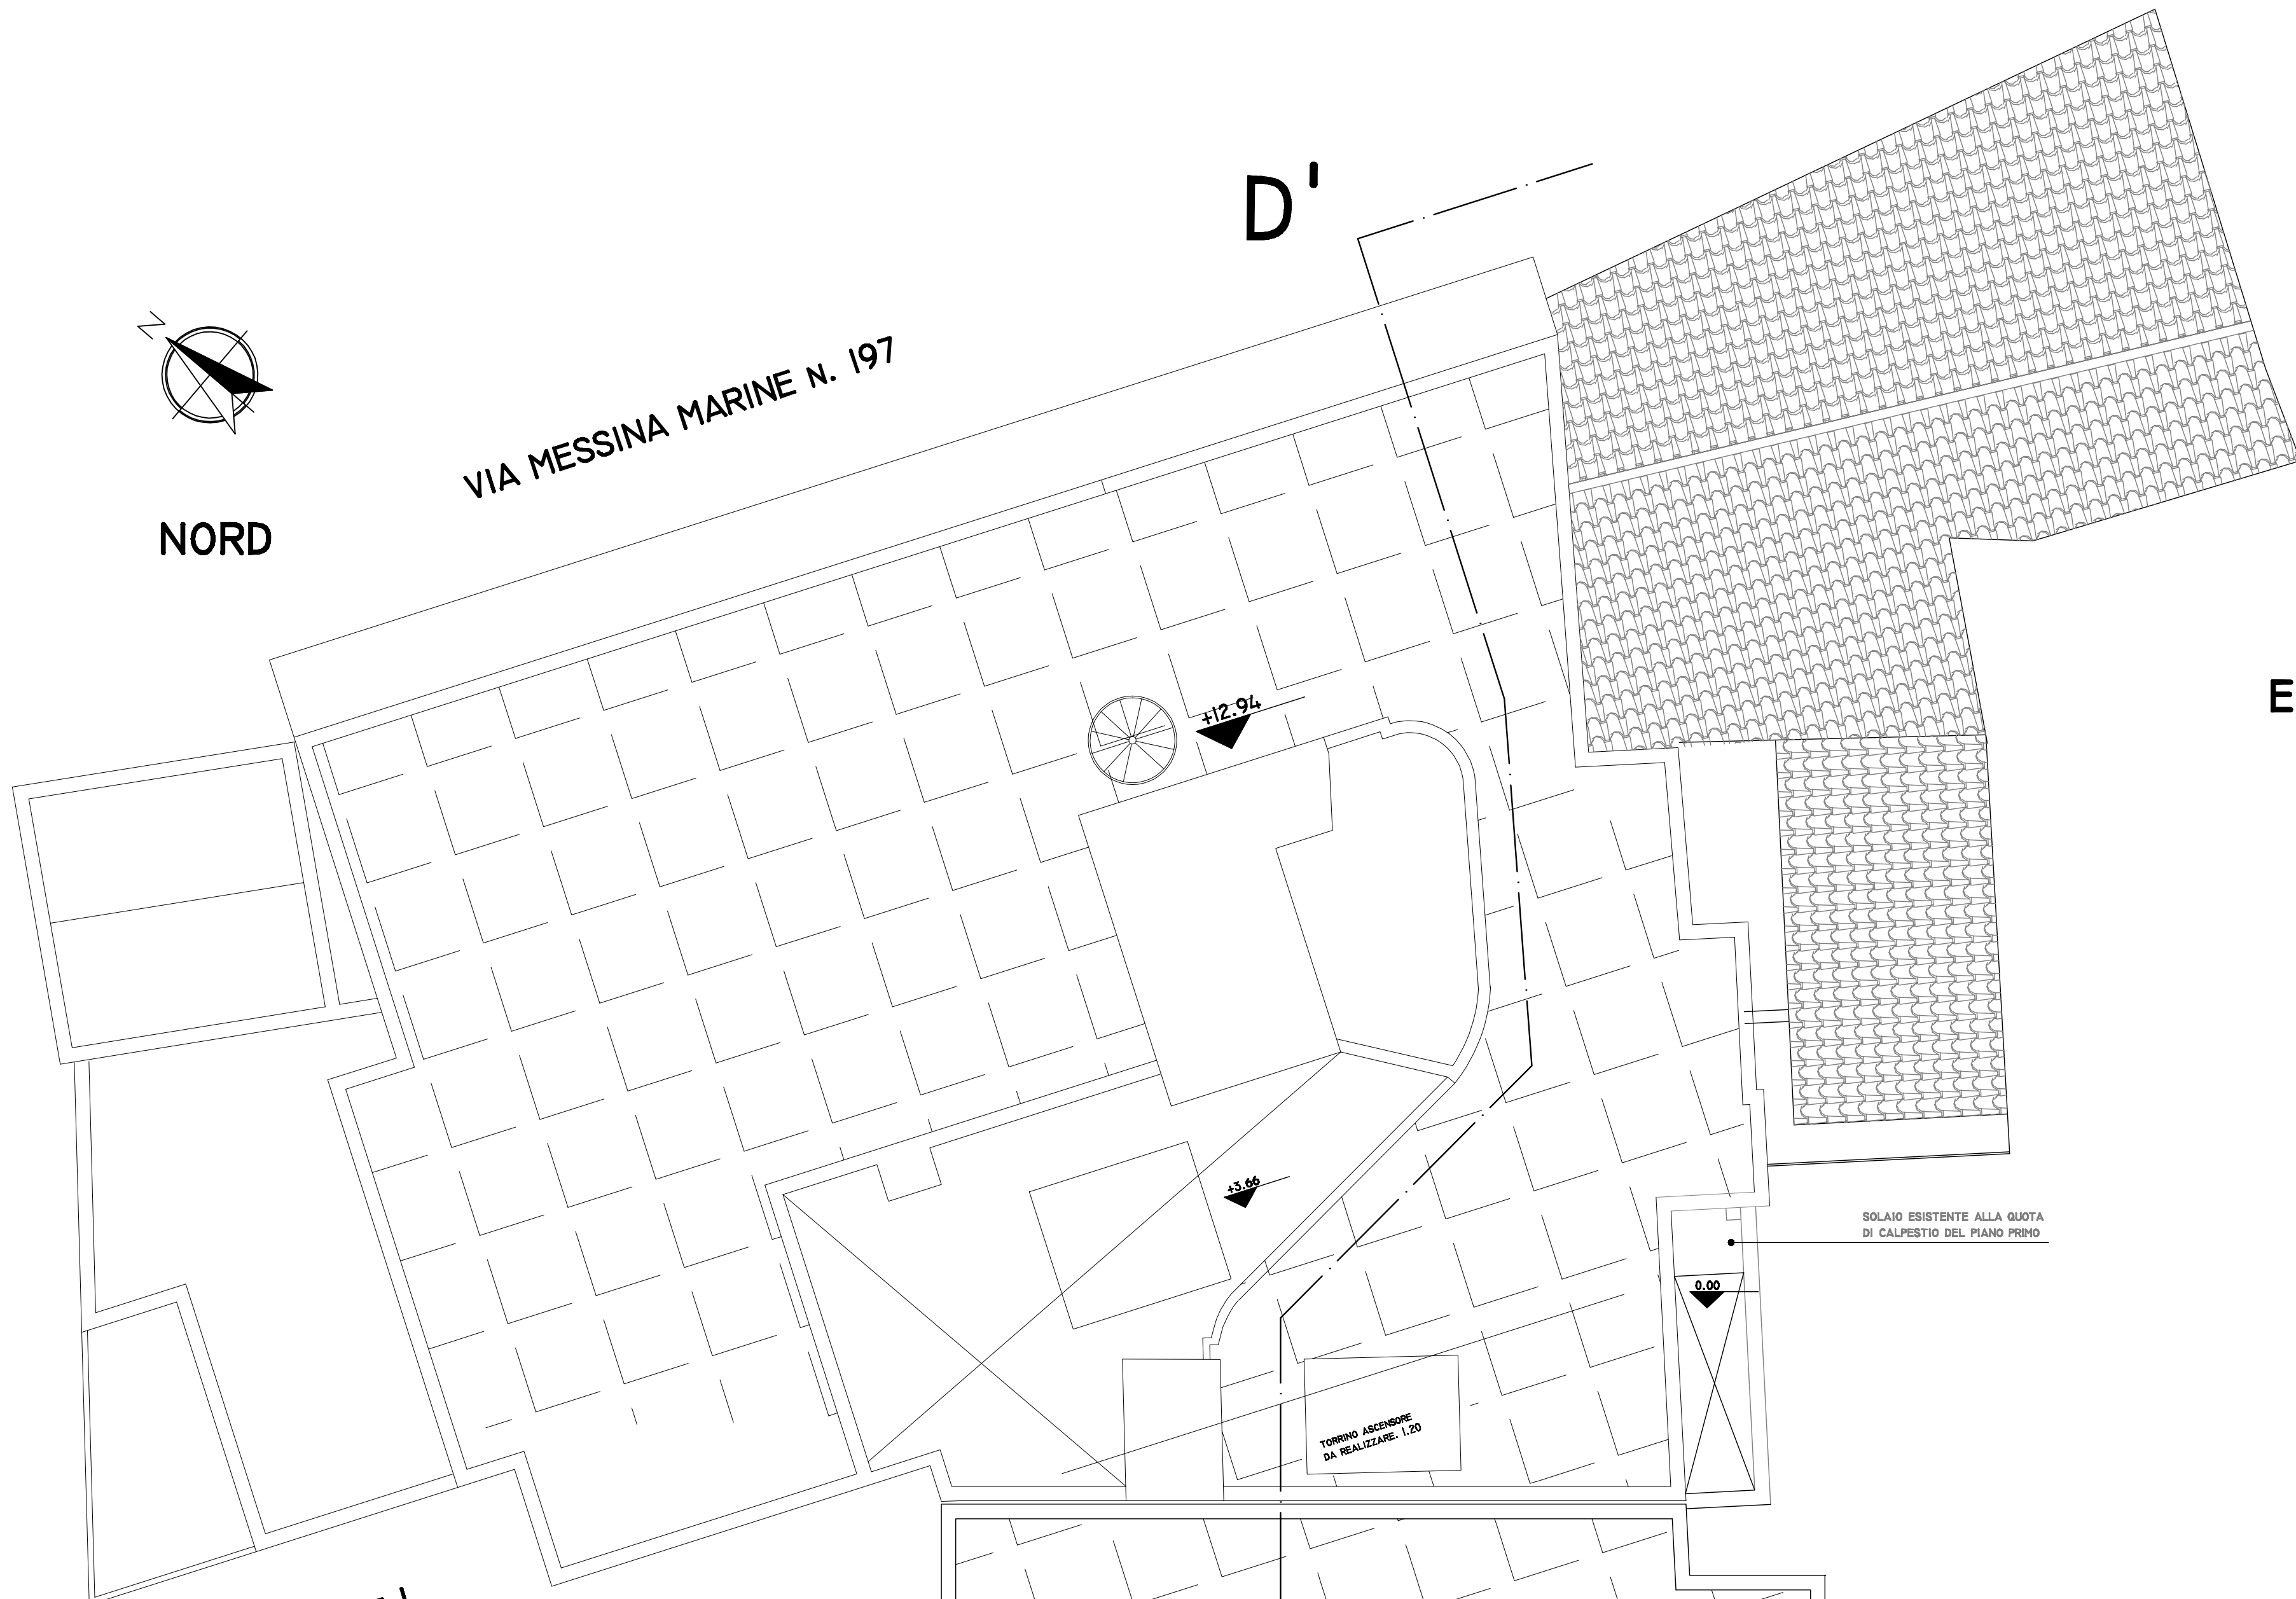 D'
Z
VIA MESSINA MARINE N. 197
NORD
E
+12.94
+3.66
SOLAIO ESISTENTE ALLA QUOTA
DI CALPESTIO DEL PIANO PRIMO
0.00
TORRINO ASCENSORE
DA REALIZZARE. 1.20